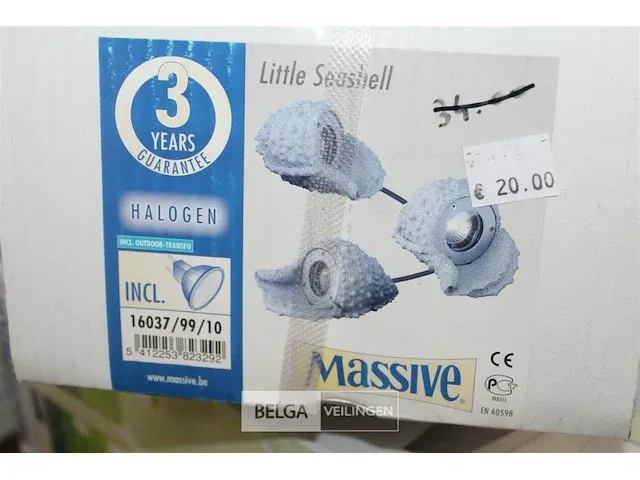 3
YEARS
GUARANTEE
HALOGEN
INCL. OUTDOOR-TRANSFO
INCL.
16037/99/10
5 412253 823292
www.massive.be
Little Seashell
€ 20.00
MASSIVE
CE
EN 60598
BELGA VEILINGEN